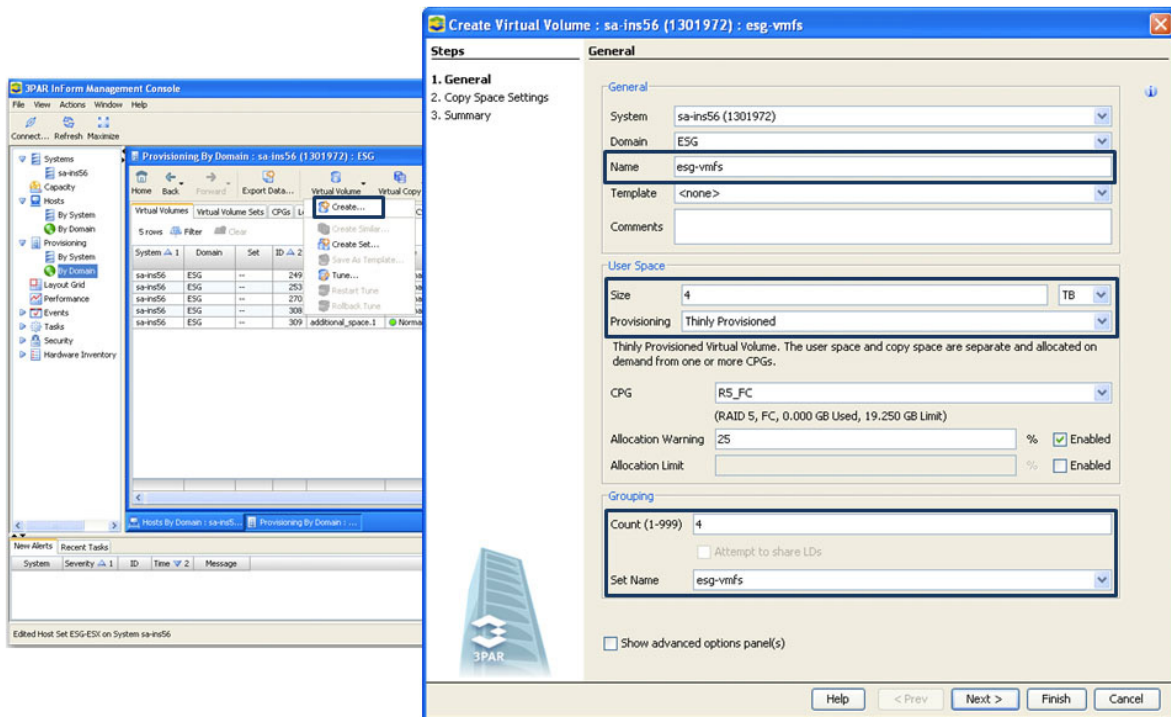 3PAR InForm Management Console
File View Actions Window Help
Connect... Refresh Maximize
Systems
sa-ins56
Capacity
Hosts
By System
By Domain
Provisioning
By System
By Domain
Layout Grid
Performance
Events
Tasks
Security
Hardware Inventory
Provisioning By Domain : sa-ins56 (1301972) : ESG
Home Back Forward Export Data... Virtual Volume Virtual Copy
Virtual Volumes Virtual Volume Sets CPGs
5 rows Filter Clear
System 1 Domain Set ID 2
sa-ins56 ESG -- 249
sa-ins56 ESG -- 253
sa-ins56 ESG -- 270
sa-ins56 ESG -- 308
sa-ins56 ESG -- 309 additional_space.1 Norma
Create...
Create Similar...
Create Set...
Save As Template...
Tune...
Restart Tune
Rollback Tune
Hosts By Domain : sa-ins5... Provisioning By Domain : ...
New Alerts Recent Tasks
System Severity 1 ID Time 2 Message
Edited Host Set ESG-ESX on System sa-ins56
Create Virtual Volume : sa-ins56 (1301972) : esg-vmfs
Steps
1. General
2. Copy Space Settings
3. Summary
3PAR
General
General
System sa-ins56 (1301972)
Domain ESG
Name esg-vmfs
Template <none>
Comments
User Space
Size 4 TB
Provisioning Thinly Provisioned
Thinly Provisioned Virtual Volume. The user space and copy space are separate and allocated on
demand from one or more CPGs.
CPG R5_FC
(RAID 5, FC, 0.000 GB Used, 19.250 GB Limit)
Allocation Warning 25 % Enabled
Allocation Limit % Enabled
Grouping
Count (1-999) 4
Attempt to share LDs
Set Name esg-vmfs
Show advanced options panel(s)
Help < Prev Next > Finish Cancel